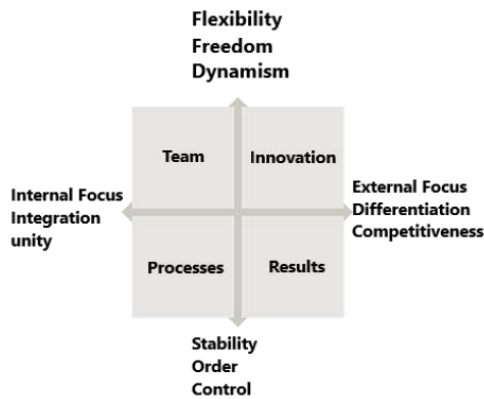 Flexibility
Freedom
Dynamism
Team
Innovation
Internal Focus
Integration
unity
External Focus
Differentiation
Competitiveness
Processes
Results
Stability
Order
Control